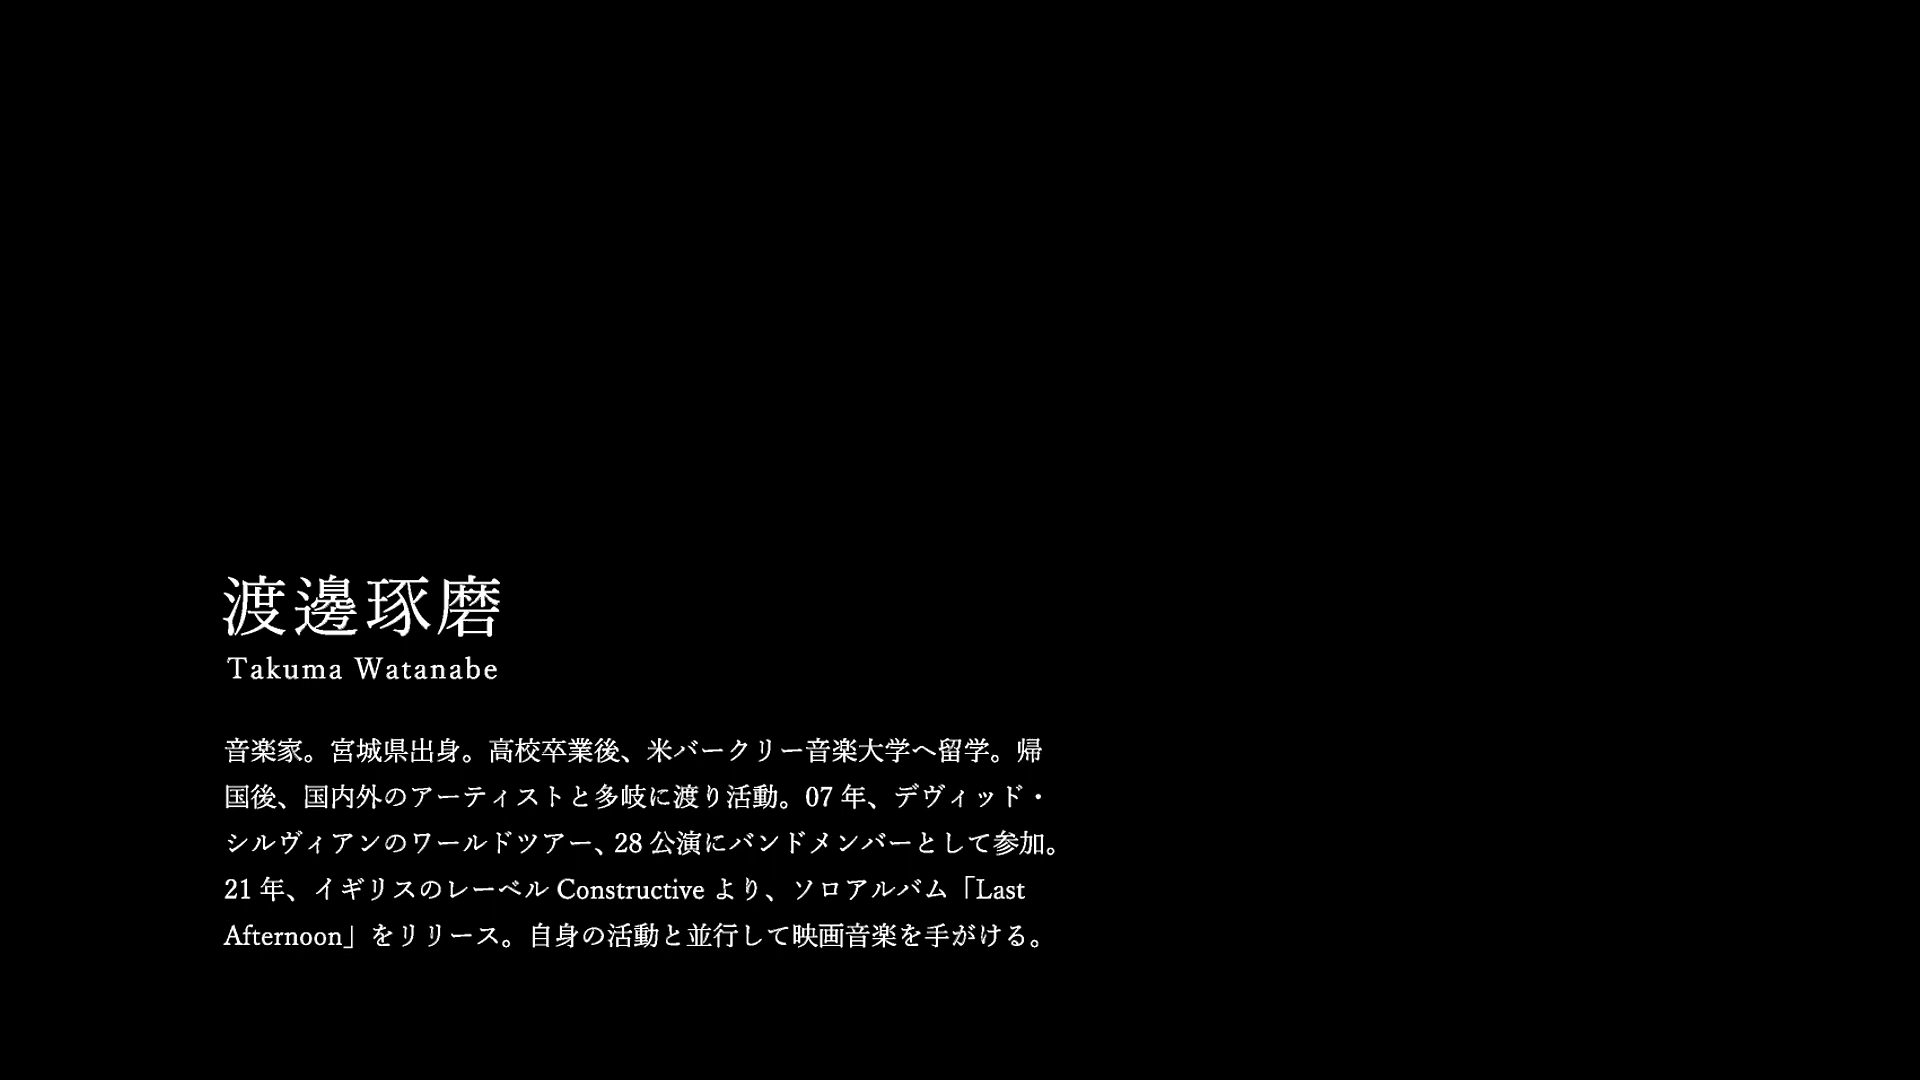 渡邊琢磨
Takuma Watanabe
音楽家。宮城県出身。高校卒業後、米バークリー音楽大学へ留学。帰
国後、国内外のアーティストと多岐に渡り活動。07 年、デヴィッド・
シルヴィアンのワールドツアー、28 公演にバンドメンバーとして参加。
21 年、イギリスのレーベル Constructive より、ソロアルバム「Last
Afternoon」をリリース。自身の活動と並行して映画音楽を手がける。